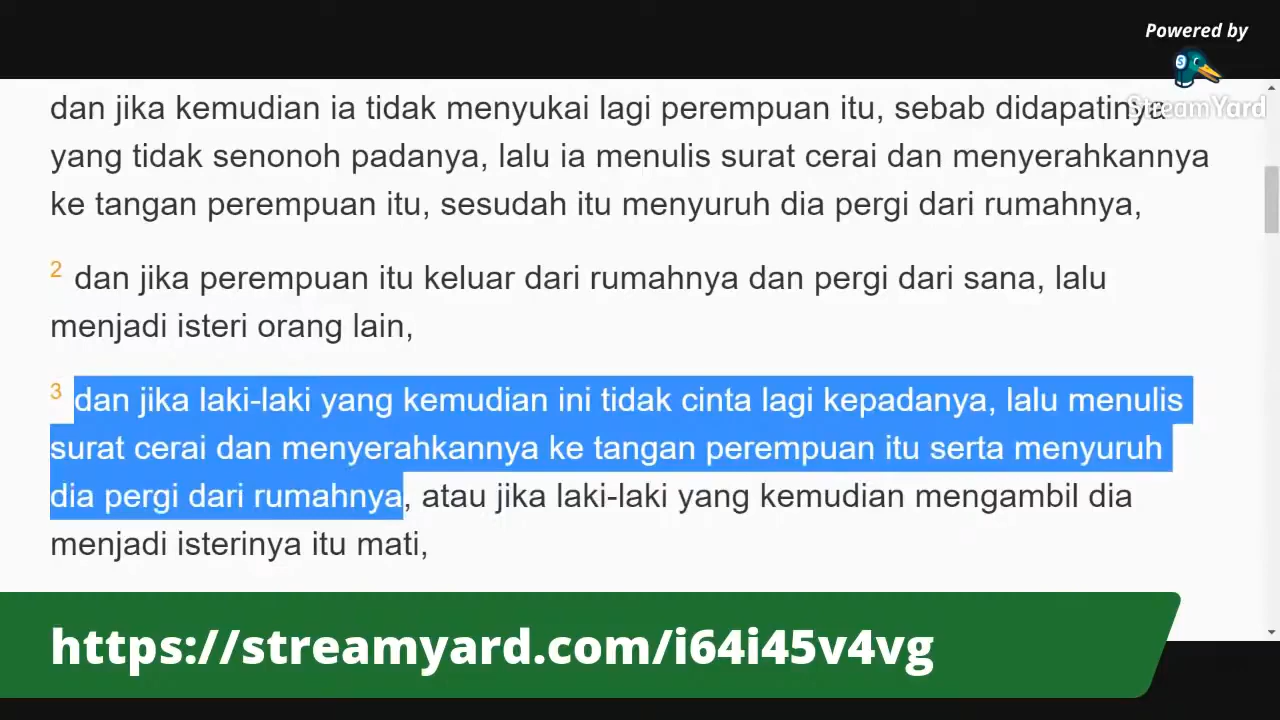 Powered by
StreamYard
dan jika kemudian ia tidak menyukai lagi perempuan itu, sebab didapatinya
yang tidak senonoh padanya, lalu ia menulis surat cerai dan menyerahkannya
ke tangan perempuan itu, sesudah itu menyuruh dia pergi dari rumahnya,
2 dan jika perempuan itu keluar dari rumahnya dan pergi dari sana, lalu
menjadi isteri orang lain,
3 dan jika laki-laki yang kemudian ini tidak cinta lagi kepadanya, lalu menulis
surat cerai dan menyerahkannya ke tangan perempuan itu serta menyuruh
dia pergi dari rumahnya, atau jika laki-laki yang kemudian mengambil dia
menjadi isterinya itu mati,
https://streamyard.com/i64i45v4vg